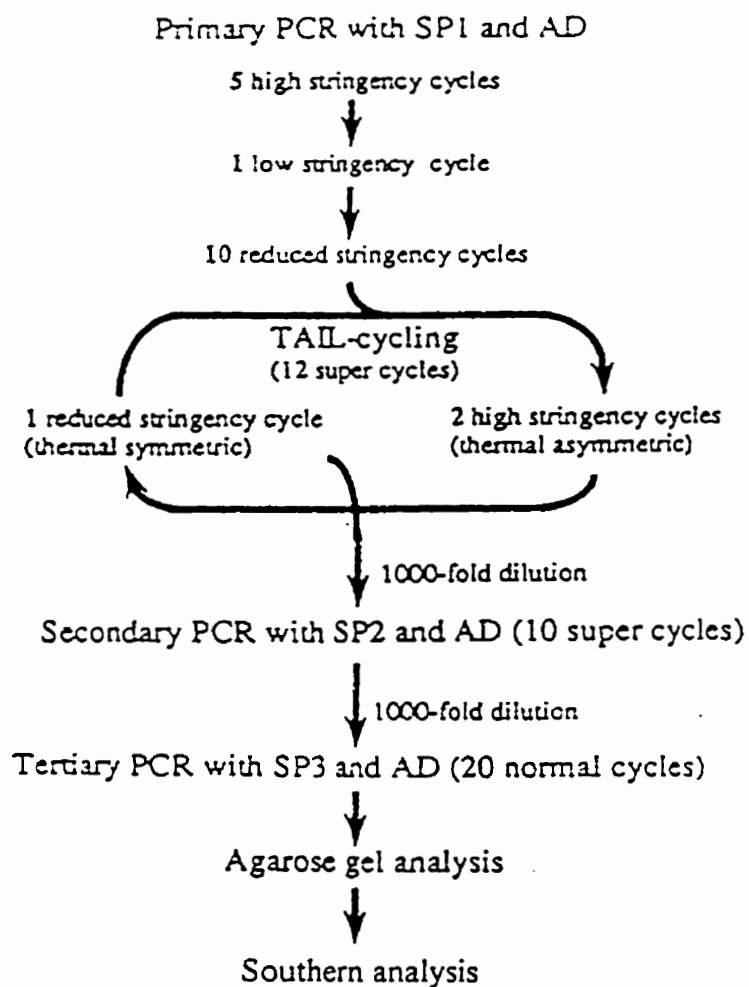 Primary PCR with SP1 and AD
5 high stringency cycles
1 low stringency cycle
10 reduced stringency cycles
TAIL-cycling
(12 super cycles)
1 reduced stringency cycle
(thermal symmetric)
2 high stringency cycles
(thermal asymmetric)
1000-fold dilution
Secondary PCR with SP2 and AD (10 super cycles)
1000-fold dilution
Tertiary PCR with SP3 and AD (20 normal cycles)
Agarose gel analysis
Southern analysis